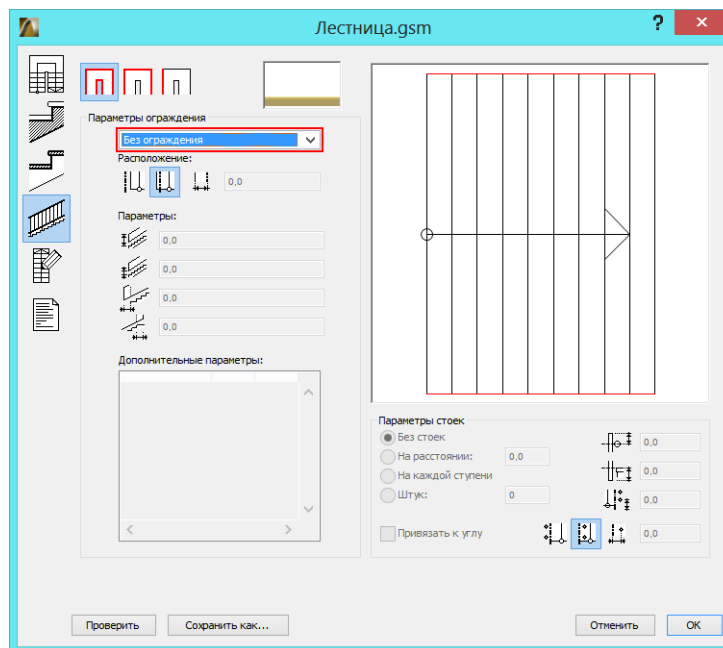 Лестница.gsm
?
Параметры ограждения
Без ограждения
Расположение:
0,0
Параметры:
0,0
0,0
0,0
0,0
Дополнительные параметры:
Параметры стоек
Без стоек
0,0
На расстоянии:
0,0
На каждой ступени
0,0
Штук:
0
0,0
Привязать к углу
0,0
Проверить
Сохранить как...
Отменить
ОК